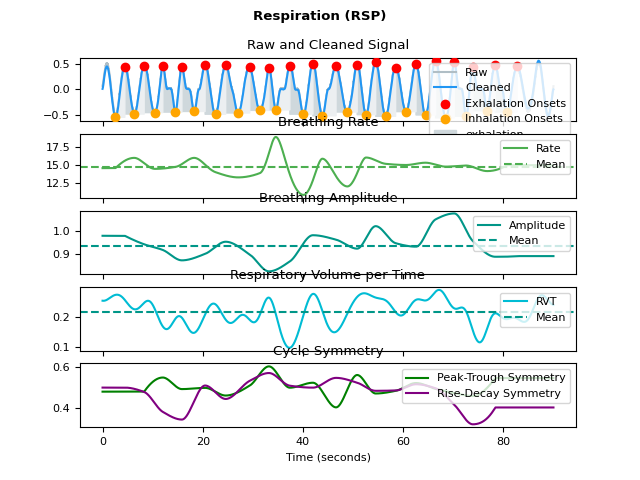 Respiration (RSP)
Raw and Cleaned Signal
0.5
0.0
−0.5
Raw
Cleaned
Exhalation Onsets
Inhalation Onsets
exhalation
Breathing Rate
17.5
15.0
12.5
Rate
Mean
Breathing Amplitude
1.0
0.9
Amplitude
Mean
Respiratory Volume per Time
0.2
0.1
RVT
Mean
Cycle Symmetry
0.6
0.4
Peak-Trough Symmetry
Rise-Decay Symmetry
0 20 40 60 80
Time (seconds)